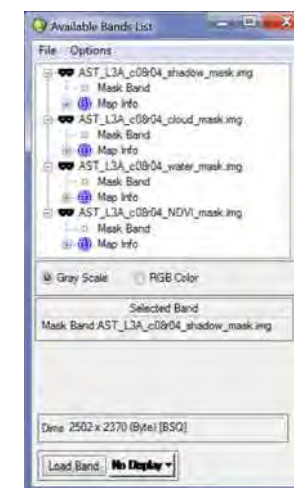 Available Bands List
File Options
AST_L3A_c08r04_shadow_mask.img
Mask Band
Map Info
AST_L3A_c08r04_cloud_mask.img
Mask Band
Map Info
AST_L3A_c08r04_water_mask.img
Mask Band
Map Info
AST_L3A_c08r04_NDVI_mask.img
Mask Band
Map Info
Gray Scale RGB Color
Selected Band
Mask Band:AST_L3A_c08r04_shadow_mask.img
Dims 2502 x 2370 (Byte) [BSQ]
Load Band No Display